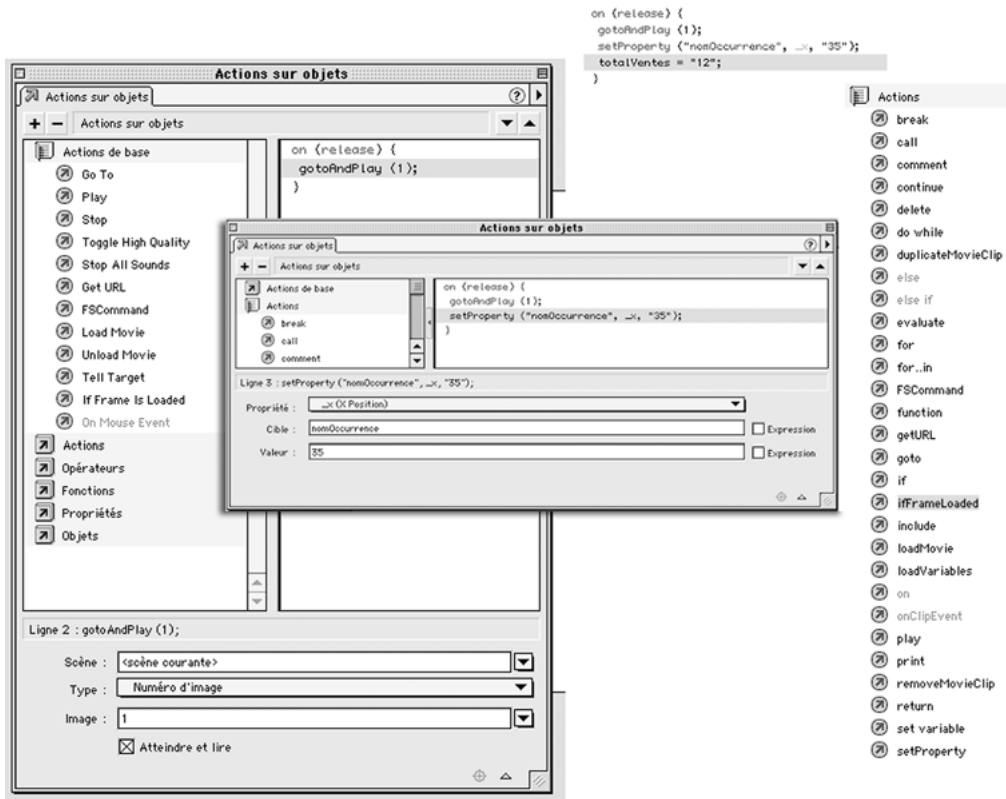 on (release) {
gotoAndPlay (1);
setProperty ("nomOccurrence", _x, "35");
totalVentes = "12";
}
Actions sur objets
Actions sur objets
?
+ − Actions sur objets
Actions de base
Go To
Play
Stop
Toggle High Quality
Stop All Sounds
Get URL
FSCommand
Load Movie
Unload Movie
Tell Target
If Frame Is Loaded
On Mouse Event
Actions
Opérateurs
Fonctions
Propriétés
Objets
on (release) {
gotoAndPlay (1);
}
Ligne 2 : gotoAndPlay (1);
Scène : <scène courante>
Type : Numéro d'image
Image : 1
Atteindre et lire
Actions sur objets
Actions sur objets
?
+ − Actions sur objets
Actions de base
Actions
break
call
comment
on (release) {
gotoAndPlay (1);
setProperty ("nomOccurrence", _x, "35");
}
Ligne 3 : setProperty ("nomOccurrence", _x, "35");
Propriété : _x (X Position)
Cible : nomOccurrence Expression
Valeur : 35 Expression
Actions
break
call
comment
continue
delete
do while
duplicateMovieClip
else
else if
evaluate
for
for..in
FSCommand
function
getURL
goto
if
ifFrameLoaded
include
loadMovie
loadVariables
on
onClipEvent
play
print
removeMovieClip
return
set variable
setProperty